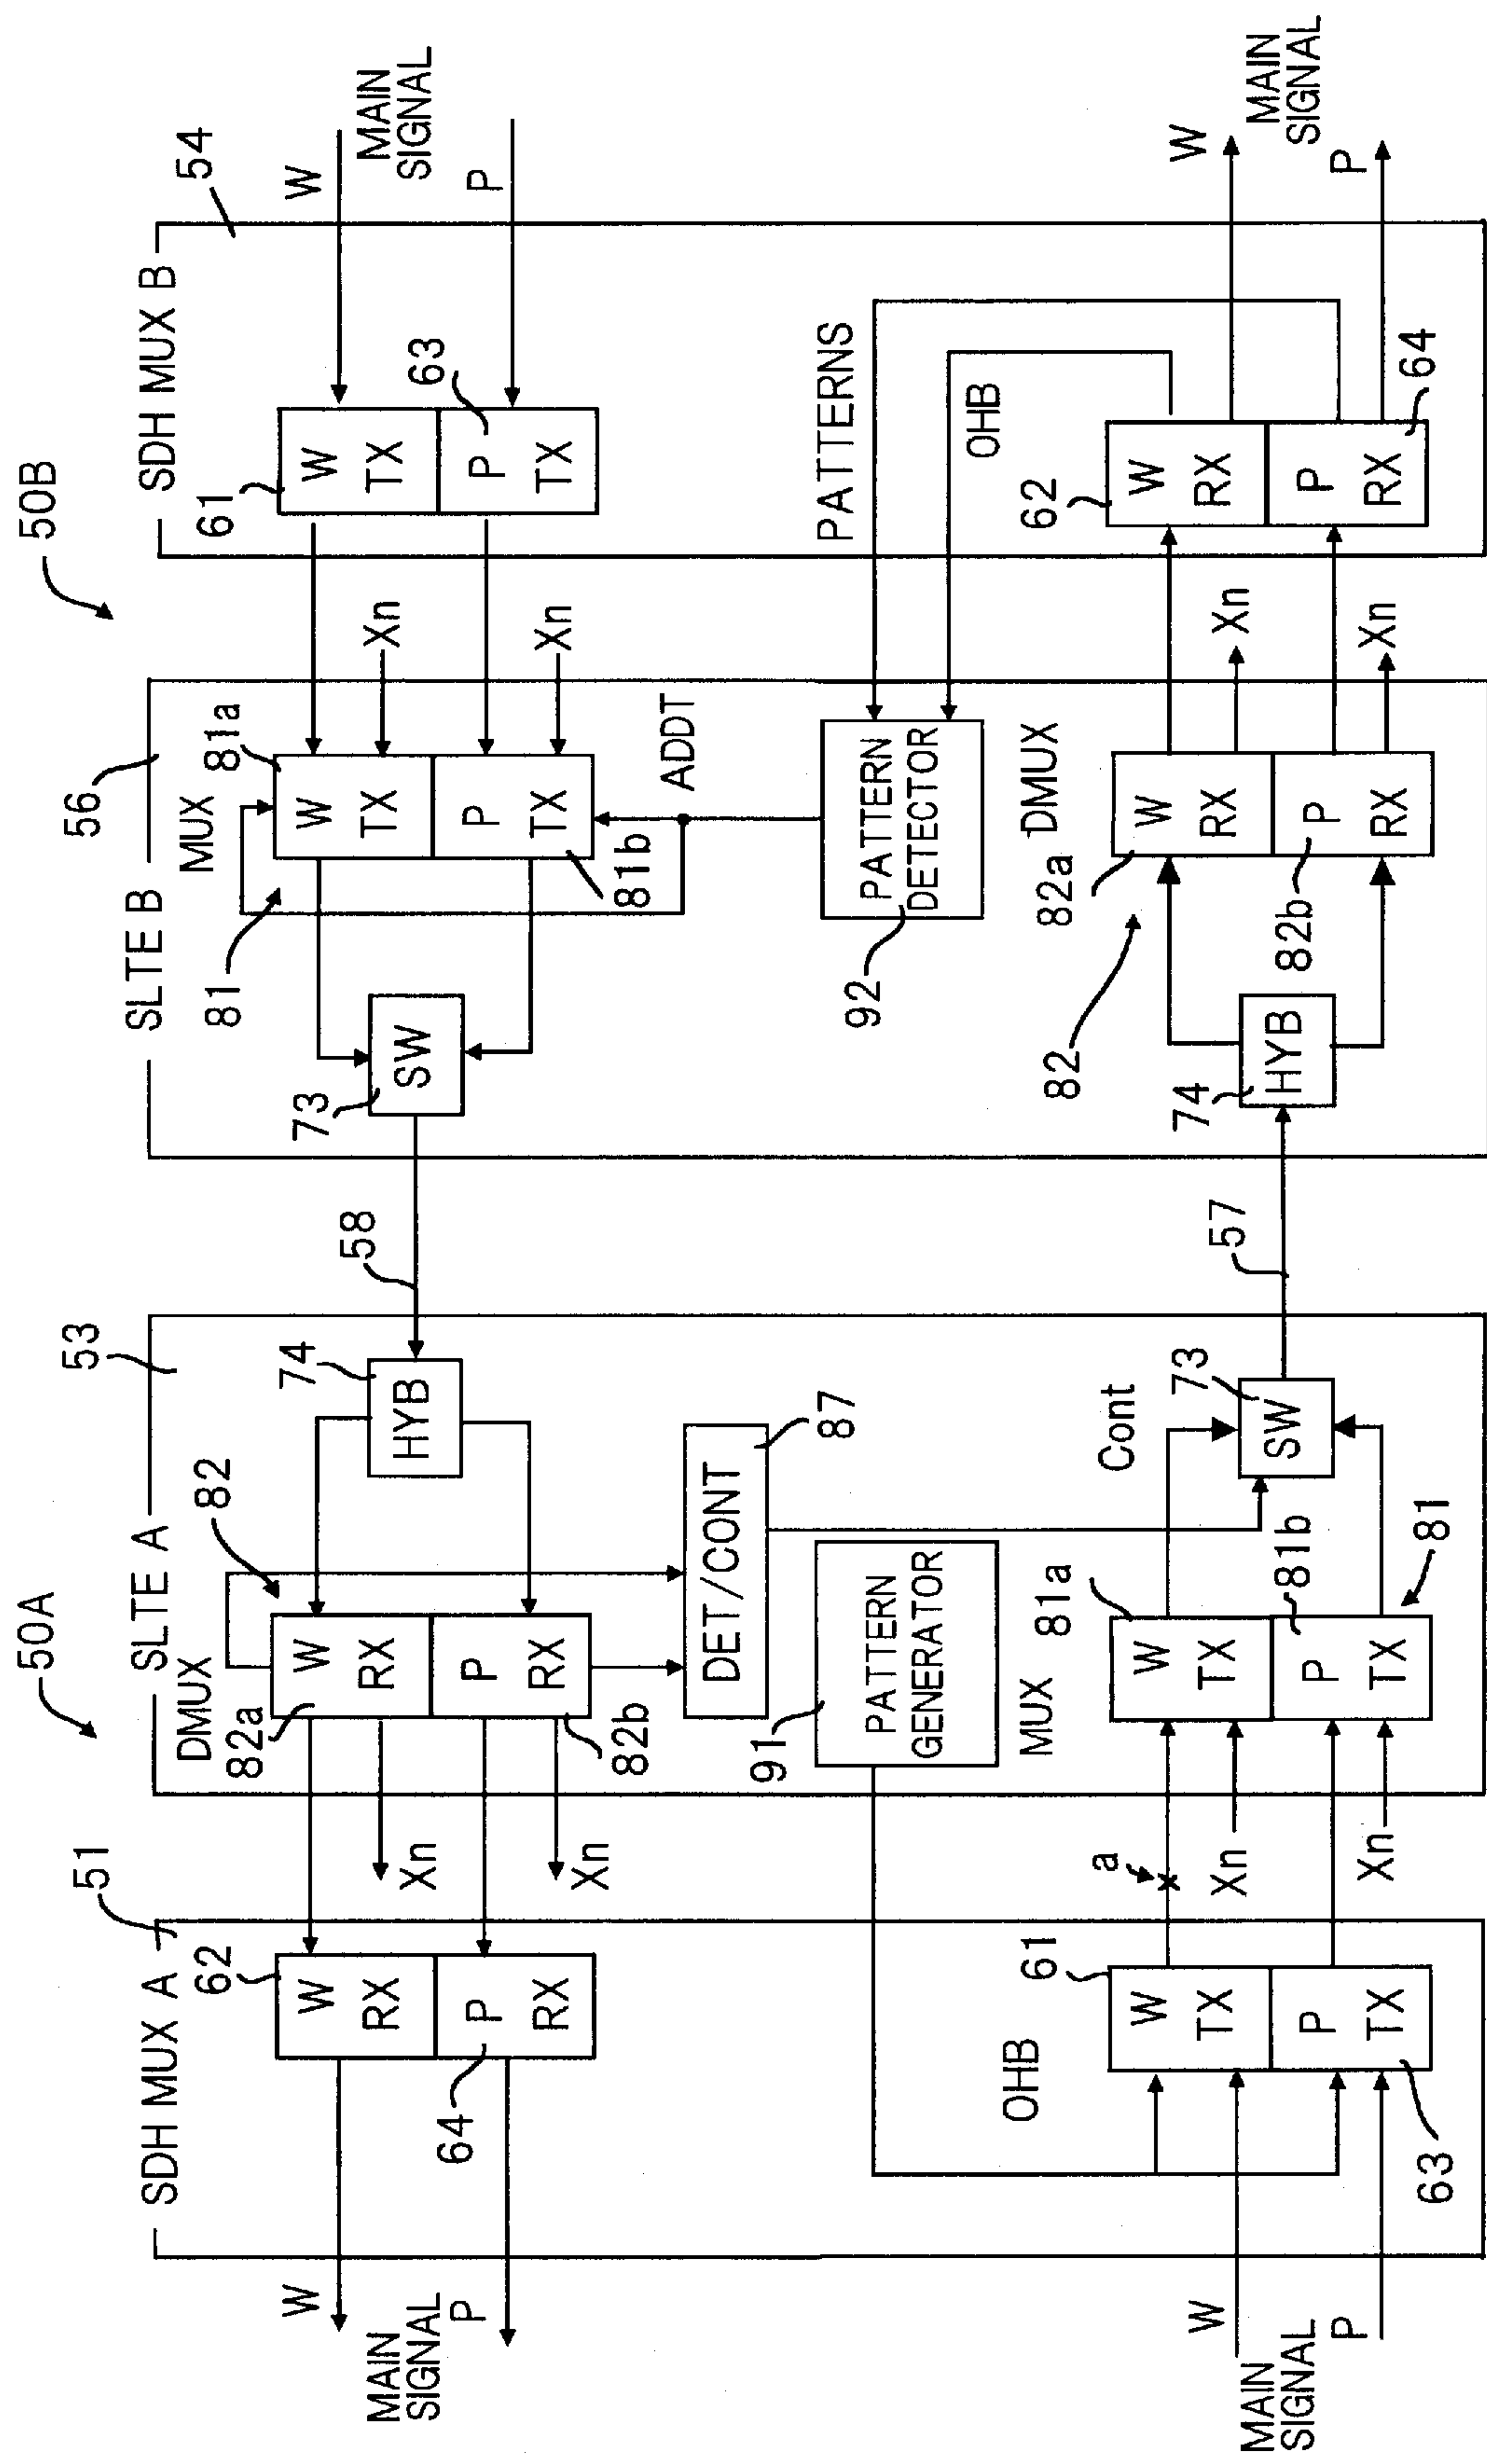 50A
50B
SDH MUX A
51
SLTE A
53
SLTE B
56
SDH MUX B
54
W
MAIN
SIGNAL
P
62
W
RX
P
RX
64
Xn
Xn
DMUX
82a
W
RX
P
RX
82b
82
74
HYB
58
73
SW
81
MUX
W
TX
P
TX
81a
81b
ADDT
Xn
Xn
61
W
TX
P
TX
63
W
MAIN
SIGNAL
P
DET/CONT
87
91
PATTERN
GENERATOR
92
PATTERN
DETECTOR
PATTERNS
OHB
OHB
W
MAIN
SIGNAL
P
61
W
TX
P
TX
63
a
Xn
Xn
MUX
81a
W
TX
P
TX
81b
81
Cont
73
SW
57
74
HYB
82
82a
82b
DMUX
W
RX
P
RX
Xn
Xn
62
W
RX
P
RX
64
W
MAIN
SIGNAL
P